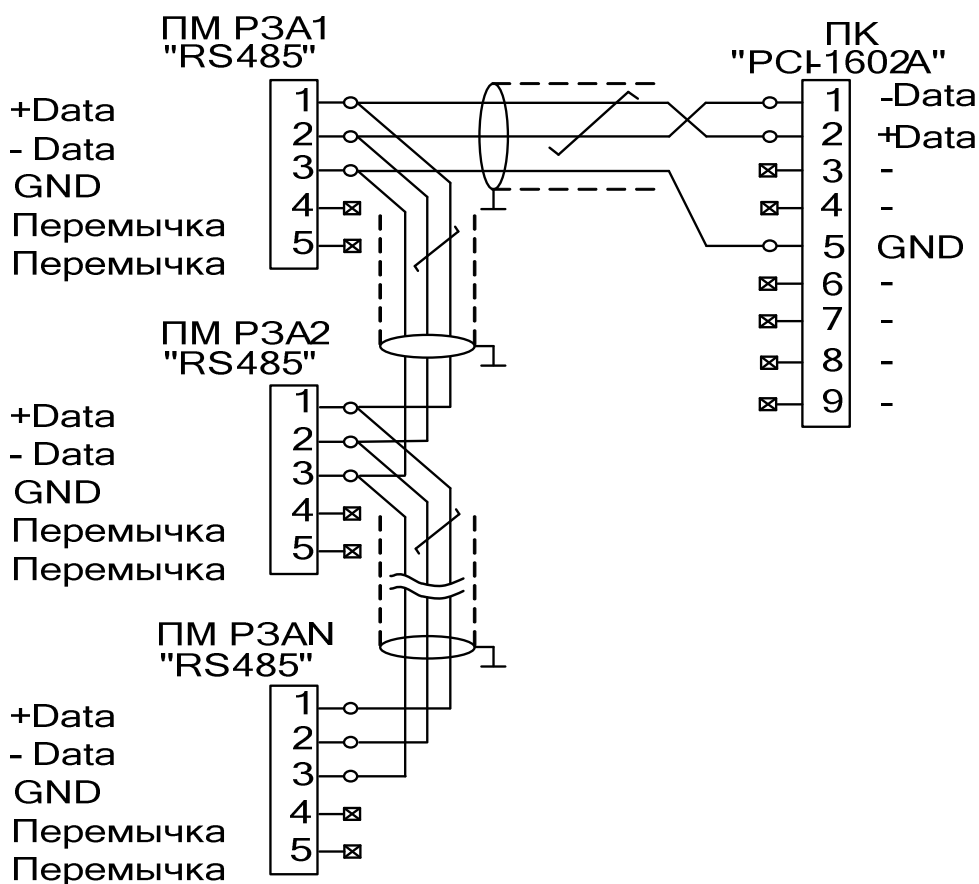 ПМ РЗА1
"RS485"
+Data
- Data
GND
Перемычка
Перемычка
1
2
3
4
5
ПК
"PCI-1602A"
1
2
3
4
5
6
7
8
9
-Data
+Data
-
-
GND
-
-
-
-
ПМ РЗА2
"RS485"
+Data
- Data
GND
Перемычка
Перемычка
1
2
3
4
5
ПМ РЗАN
"RS485"
+Data
- Data
GND
Перемычка
Перемычка
1
2
3
4
5